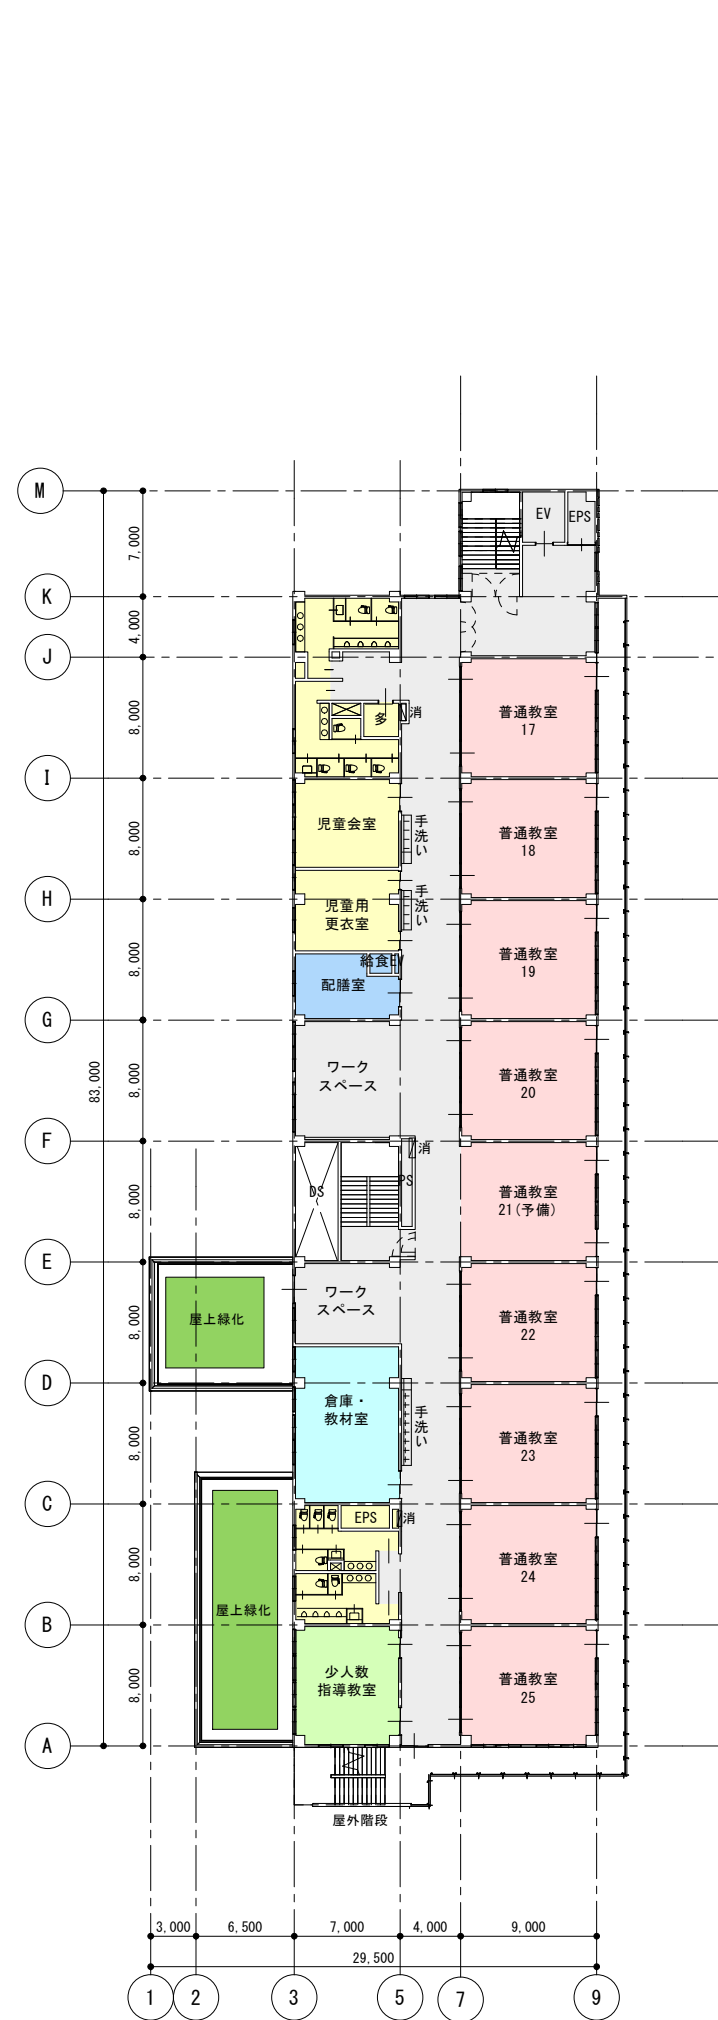 M
EV
EPS
7,000
K
4,000
J
8,000
多
消
普通教室
17
I
8,000
児童会室
手洗い
普通教室
18
H
児童用
更衣室
手洗い
8,000
給食EV
配膳室
普通教室
19
G
83,000
8,000
ワーク
スペース
普通教室
20
F
消
8,000
DS
PS
普通教室
21(予備)
E
8,000
屋上緑化
ワーク
スペース
普通教室
22
D
8,000
倉庫・
教材室
手洗い
普通教室
23
C
EPS
消
8,000
屋上緑化
普通教室
24
B
8,000
少人数
指導教室
普通教室
25
A
屋外階段
3,000
6,500
7,000
4,000
9,000
29,500
1
2
3
5
7
9